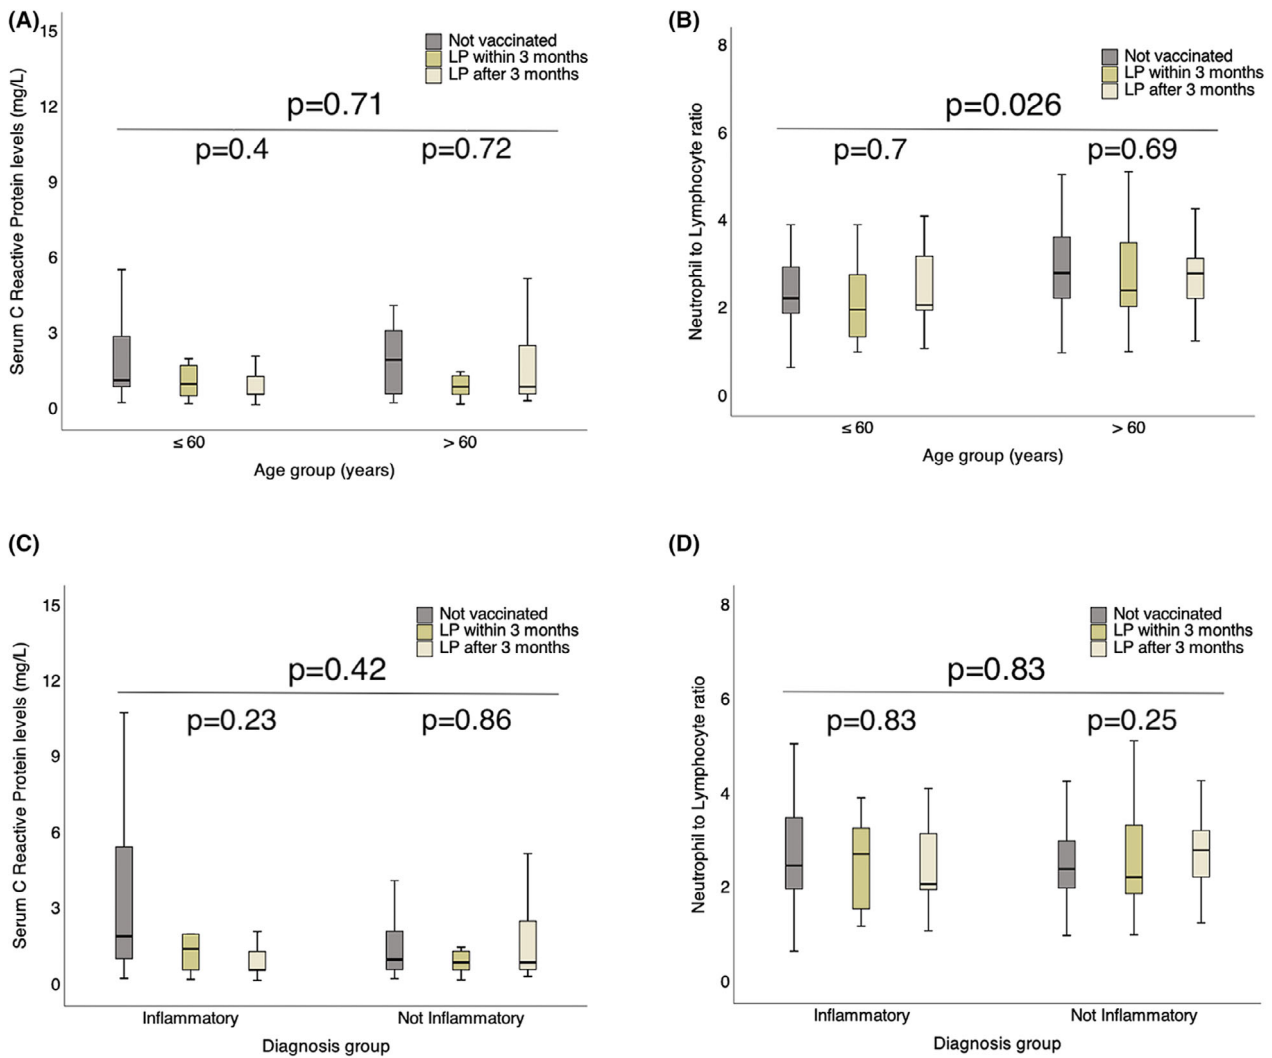 (A)
Serum C Reactive Protein levels (mg/L)
15
12
9
6
3
0
Not vaccinated
LP within 3 months
LP after 3 months
p=0.71
p=0.4
p=0.72
≤ 60
> 60
Age group (years)
(B)
Neutrophil to Lymphocyte ratio
8
6
4
2
0
Not vaccinated
LP within 3 months
LP after 3 months
p=0.026
p=0.7
p=0.69
≤ 60
> 60
Age group (years)
(C)
Serum C Reactive Protein levels (mg/L)
15
12
9
6
3
0
Not vaccinated
LP within 3 months
LP after 3 months
p=0.42
p=0.23
p=0.86
Inflammatory
Not Inflammatory
Diagnosis group
(D)
Neutrophil to Lymphocyte ratio
8
6
4
2
0
Not vaccinated
LP within 3 months
LP after 3 months
p=0.83
p=0.83
p=0.25
Inflammatory
Not Inflammatory
Diagnosis group